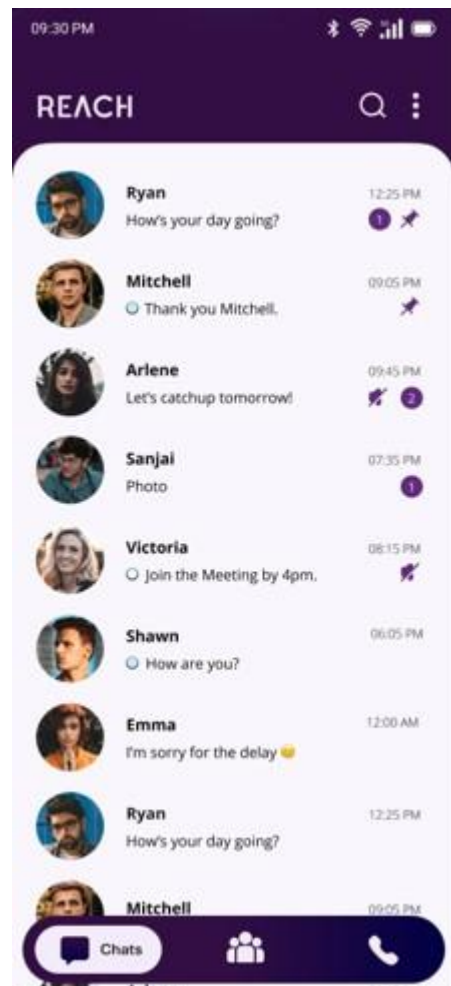 09:30 PM
REACH
Ryan
12:25 PM
How's your day going?
1
Mitchell
09:05 PM
Thank you Mitchell.
Arlene
09:45 PM
Let's catchup tomorrow!
2
Sanjai
07:35 PM
Photo
1
Victoria
08:15 PM
Join the Meeting by 4pm.
Shawn
06:05 PM
How are you?
Emma
12:00 AM
I'm sorry for the delay 😊
Ryan
12:25 PM
How's your day going?
Mitchell
09:05 PM
Chats